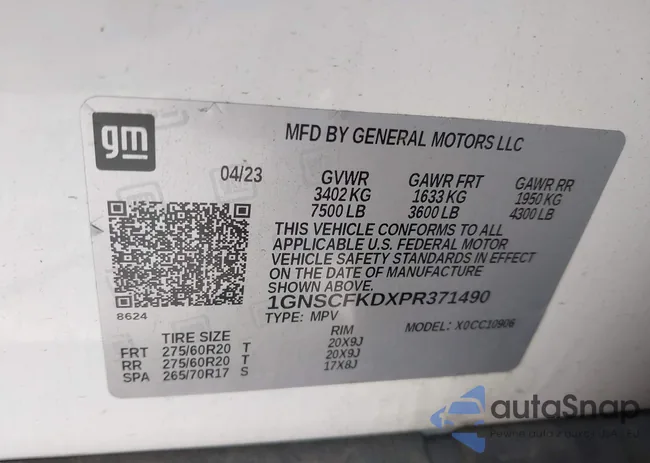 gm
MFD BY GENERAL MOTORS LLC
04/23
GVWR GAWR FRT GAWR RR
3402 KG 1633 KG 1950 KG
7500 LB 3600 LB 4300 LB
THIS VEHICLE CONFORMS TO ALL
APPLICABLE U.S. FEDERAL MOTOR
VEHICLE SAFETY STANDARDS IN EFFECT
ON THE DATE OF MANUFACTURE
SHOWN ABOVE.
1GNSCFKDXPR371490
8624
TYPE: MPV MODEL: X0CC10906
TIRE SIZE RIM
FRT 275/60R20 T 20X9J
RR 275/60R20 T 20X9J
SPA 265/70R17 S 17X8J
autoSnap